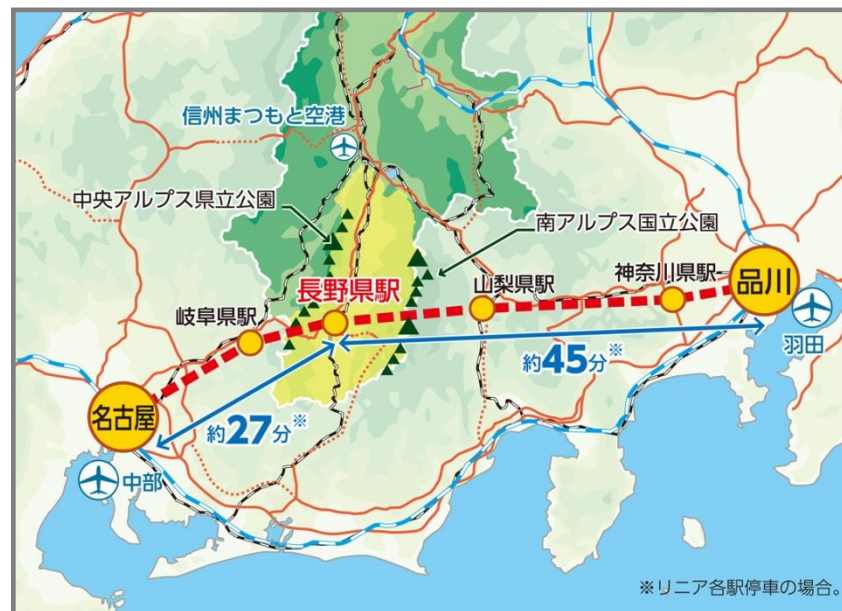 信州まつもと空港
中央アルプス県立公園
南アルプス国立公園
長野県駅
山梨県駅
神奈川県駅
品川
岐阜県駅
羽田
約45分※
名古屋
約27分※
中部
※リニア各駅停車の場合。